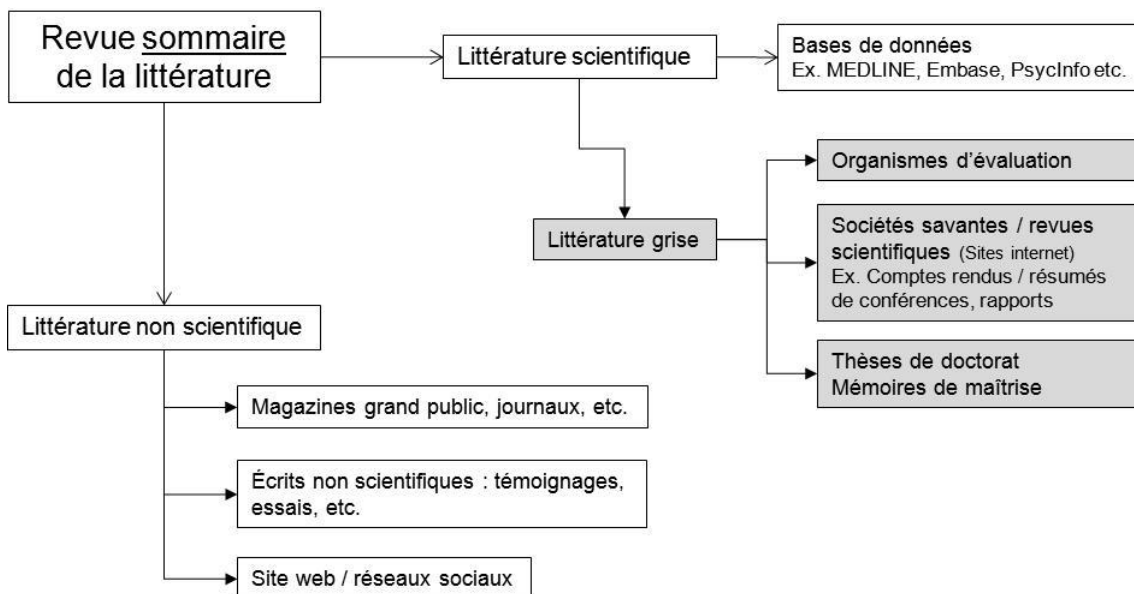 Revue sommaire
de la littérature
Littérature scientifique
Bases de données
Ex. MEDLINE, Embase, PsycInfo etc.
Organismes d'évaluation
Littérature grise
Sociétés savantes / revues
scientifiques (Sites internet)
Ex. Comptes rendus / résumés
de conférences, rapports
Thèses de doctorat
Mémoires de maîtrise
Littérature non scientifique
Magazines grand public, journaux, etc.
Écrits non scientifiques : témoignages,
essais, etc.
Site web / réseaux sociaux